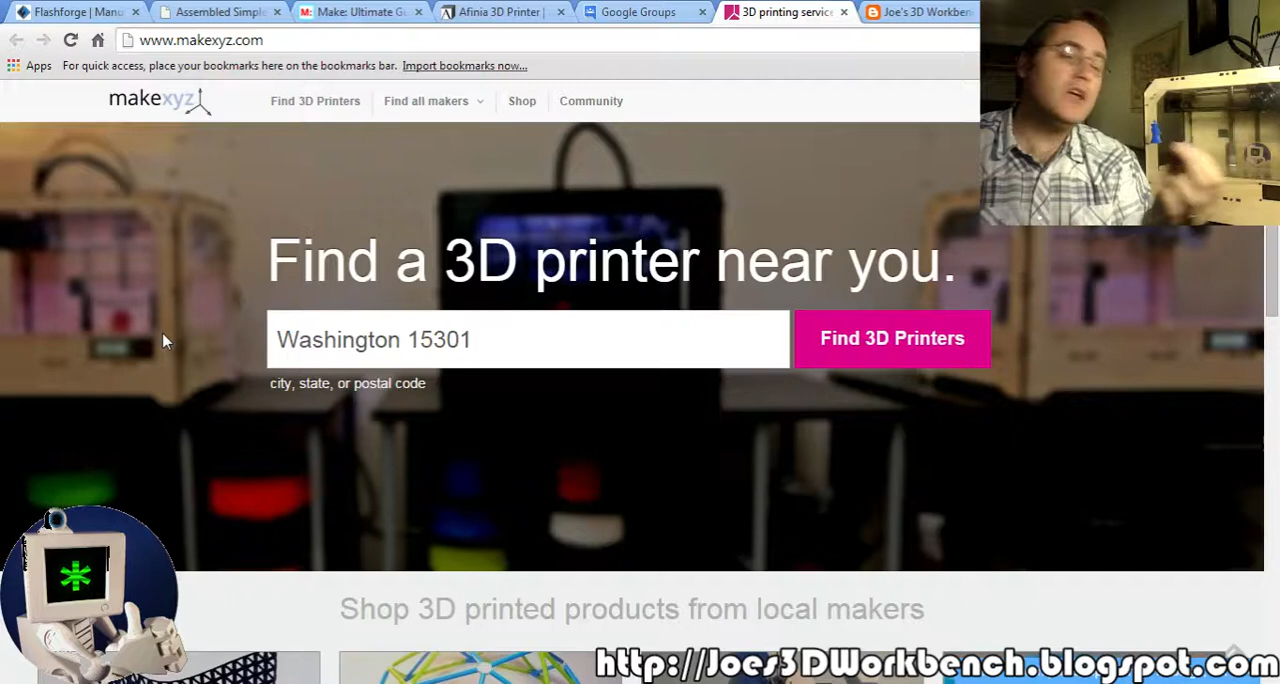 Flashforge | Manu
Assembled Simple
Make: Ultimate Gu
Afinia 3D Printer |
Google Groups
3D printing service
Joe's 3D Workben
www.makexyz.com
Apps
For quick access, place your bookmarks here on the bookmarks bar. Import bookmarks now...
makexyz
Find 3D Printers
Find all makers
Shop
Community
Find a 3D printer near you.
Washington 15301
Find 3D Printers
city, state, or postal code
Shop 3D printed products from local makers
http://Joes3DWorkbench.blogspot.com